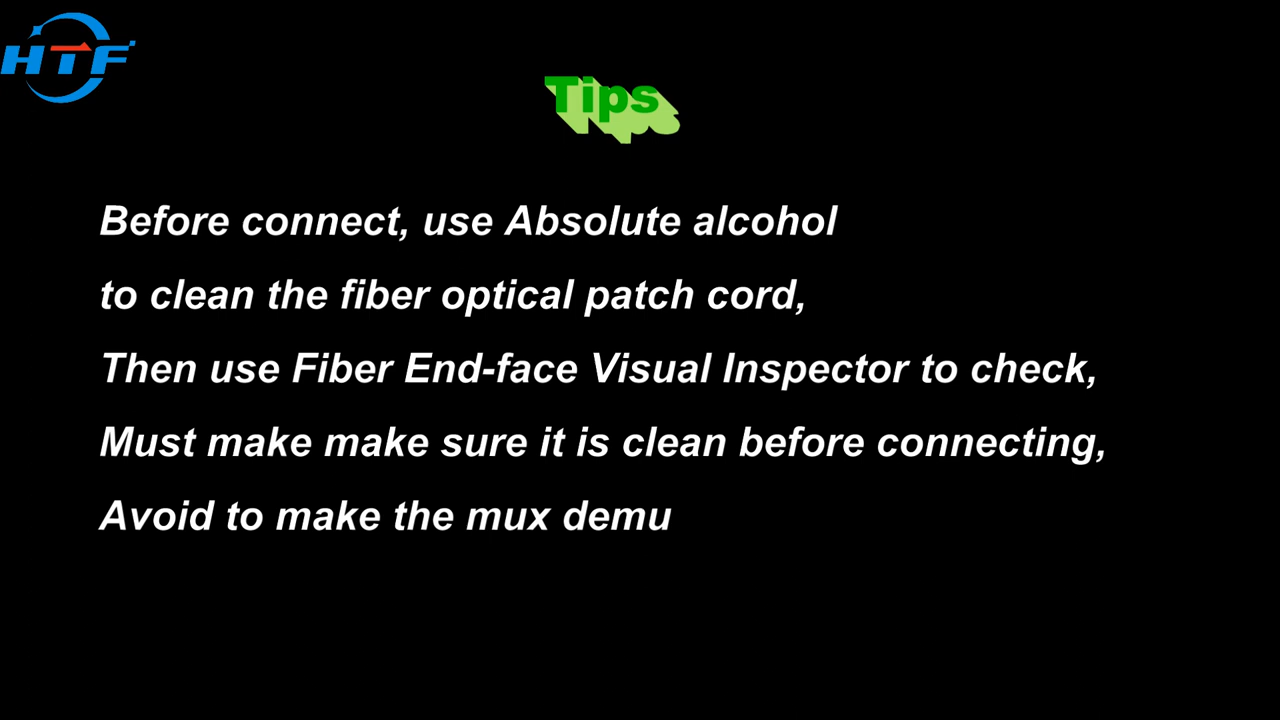 HTF
Tips
Before connect, use Absolute alcohol
to clean the fiber optical patch cord,
Then use Fiber End-face Visual Inspector to check,
Must make make sure it is clean before connecting,
Avoid to make the mux demu